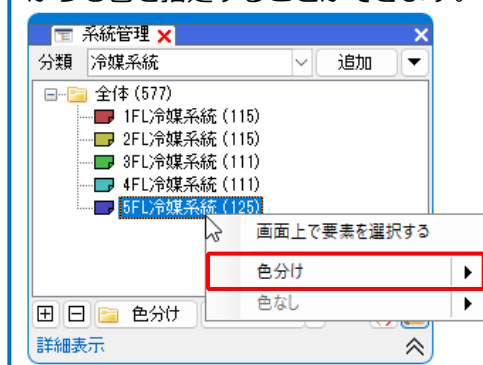 系統管理
分類 冷媒系統 追加
全体 (577)
1FL冷媒系統 (115)
2FL冷媒系統 (115)
3FL冷媒系統 (111)
4FL冷媒系統 (111)
5FL冷媒系統 (125)
画面上で要素を選択する
色分け
色なし
色分け
詳細表示